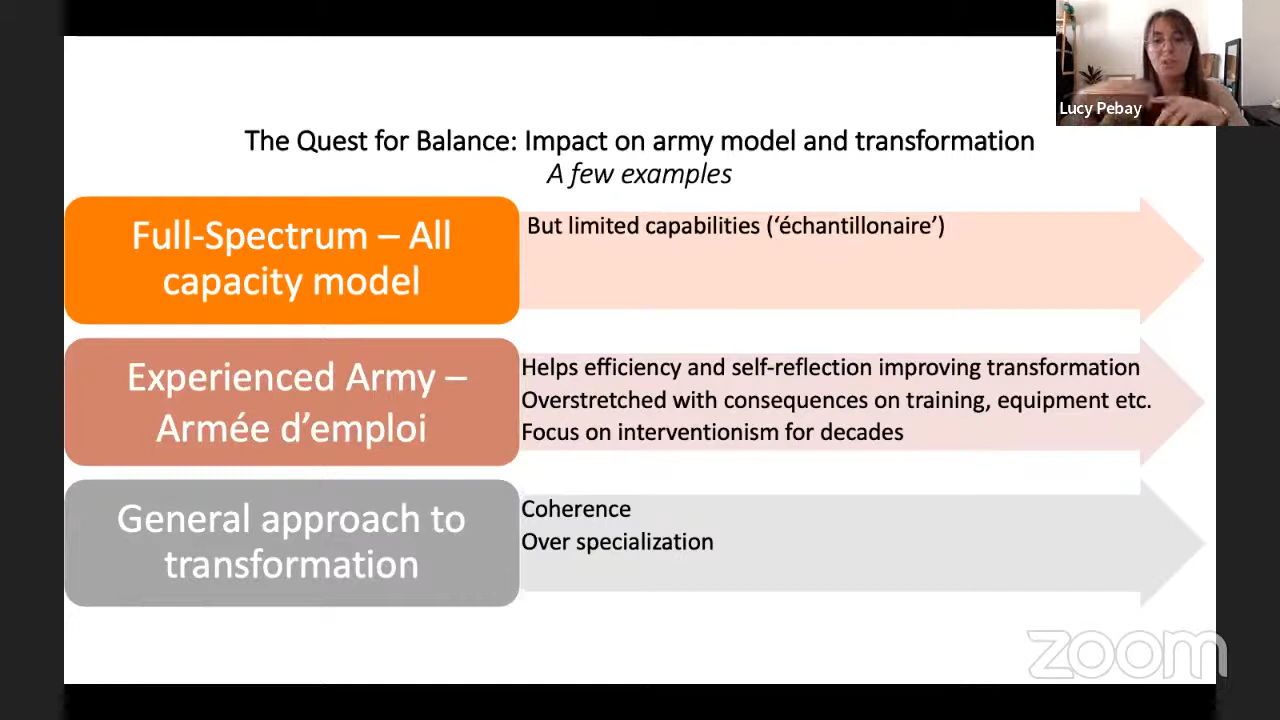 Lucy Pebay
The Quest for Balance: Impact on army model and transformation
A few examples
Full-Spectrum – All
capacity model
But limited capabilities (‘échantillonaire’)
Experienced Army –
Armée d’emploi
Helps efficiency and self-reflection improving transformation
Overstretched with consequences on training, equipment etc.
Focus on interventionism for decades
General approach to
transformation
Coherence
Over specialization
zoom